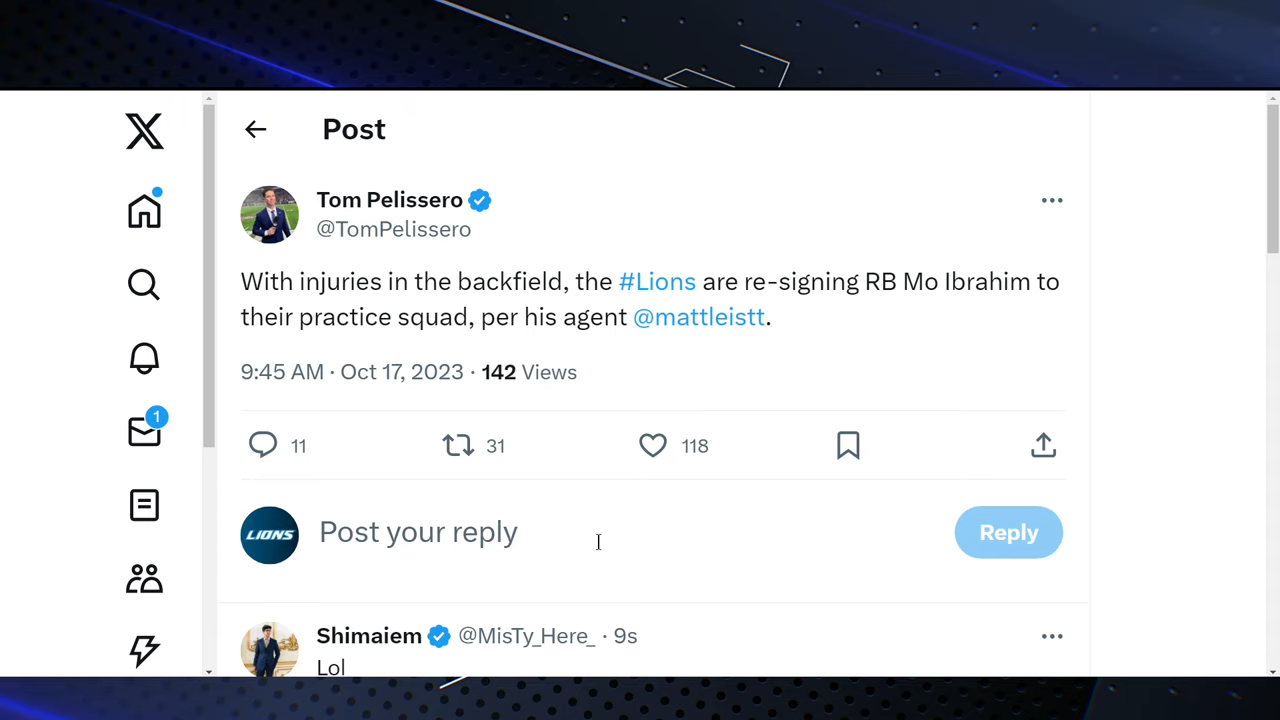 Post
Tom Pelissero
@TomPelissero
With injuries in the backfield, the #Lions are re-signing RB Mo Ibrahim to
their practice squad, per his agent @mattleistt.
9:45 AM · Oct 17, 2023 · 142 Views
1
11 31 118
LIONS Post your reply Reply
Shimaiem @MisTy_Here_ · 9s
Lol